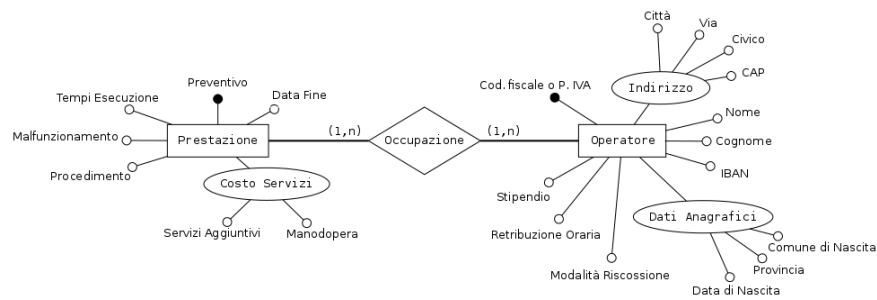 Città
Via
Civico
CAP
Indirizzo
Preventivo
Cod. fiscale o P. IVA
Tempi Esecuzione
Data Fine
Nome
Malfunzionamento
Prestazione
(1,n)
Occupazione
(1,n)
Operatore
Cognome
Procedimento
IBAN
Costo Servizi
Stipendio
Servizi Aggiuntivi
Manodopera
Retribuzione Oraria
Dati Anagrafici
Comune di Nascita
Modalità Riscossione
Provincia
Data di Nascita